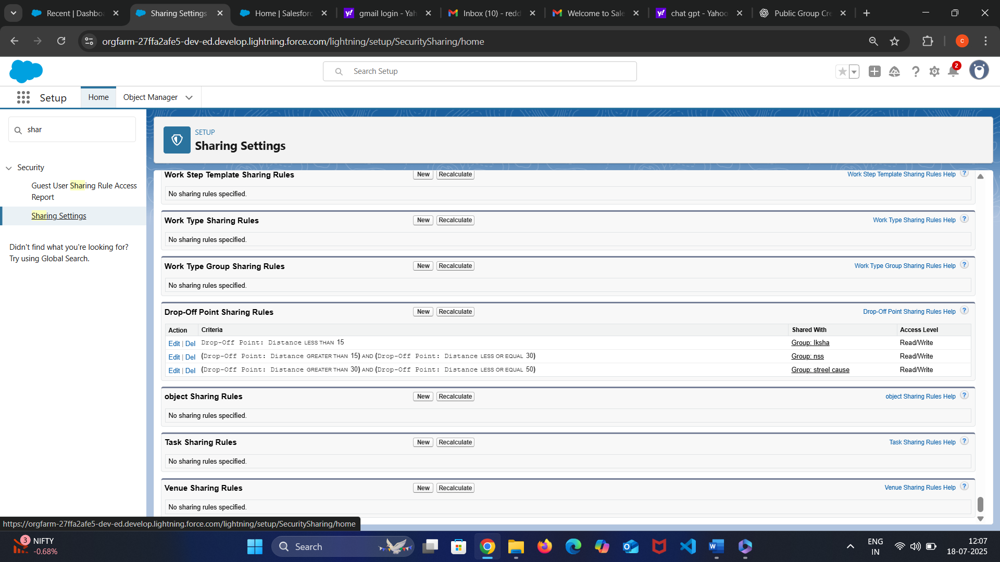 Recent | Dashboa
Sharing Settings
Home | Salesforc
gmail login - Yah
Inbox (10) - redd
Welcome to Sale
chat gpt - Yahoo
Public Group Cre
orgfarm-27ffa2afe5-dev-ed.develop.lightning.force.com/lightning/setup/SecuritySharing/home
C
Search Setup
2
Setup
Home
Object Manager
shar
Security
Guest User Sharing Rule Access
Report
Sharing Settings
Didn't find what you're looking for?
Try using Global Search.
SETUP
Sharing Settings
Work Step Template Sharing Rules New Recalculate Work Step Template Sharing Rules Help ?
No sharing rules specified.
Work Type Sharing Rules New Recalculate Work Type Sharing Rules Help ?
No sharing rules specified.
Work Type Group Sharing Rules New Recalculate Work Type Group Sharing Rules Help ?
No sharing rules specified.
Drop-Off Point Sharing Rules New Recalculate Drop-Off Point Sharing Rules Help ?
Action Criteria Shared With Access Level
Edit | Del Drop-Off Point: Distance LESS THAN 15 Group: Iksha Read/Write
Edit | Del (Drop-Off Point: Distance GREATER THAN 15) AND (Drop-Off Point: Distance LESS OR EQUAL 30) Group: nss Read/Write
Edit | Del (Drop-Off Point: Distance GREATER THAN 30) AND (Drop-Off Point: Distance LESS OR EQUAL 50) Group: streel cause Read/Write
object Sharing Rules New Recalculate object Sharing Rules Help ?
No sharing rules specified.
Task Sharing Rules New Recalculate Task Sharing Rules Help ?
No sharing rules specified.
Venue Sharing Rules New Recalculate Venue Sharing Rules Help ?
No sharing rules specified.
https://orgfarm-27ffa2afe5-dev-ed.develop.lightning.force.com/lightning/setup/SecuritySharing/home
3
NIFTY
-0.68%
Search
ENG
IN
12:07
18-07-2025